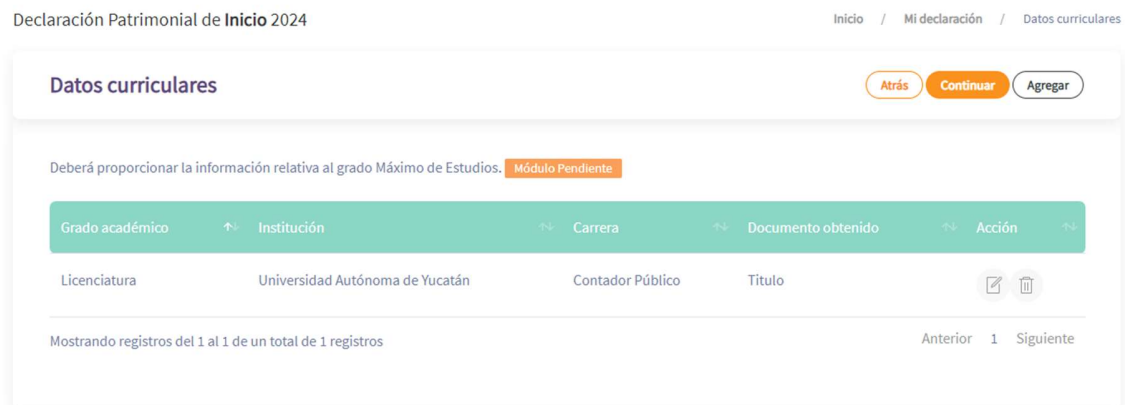 Declaración Patrimonial de Inicio 2024
Inicio / Mi declaración / Datos curriculares
Datos curriculares
Atrás Continuar Agregar
Deberá proporcionar la información relativa al grado Máximo de Estudios. Módulo Pendiente
Grado académico Institución Carrera Documento obtenido Acción
Licenciatura Universidad Autónoma de Yucatán Contador Público Titulo
Mostrando registros del 1 al 1 de un total de 1 registros
Anterior 1 Siguiente